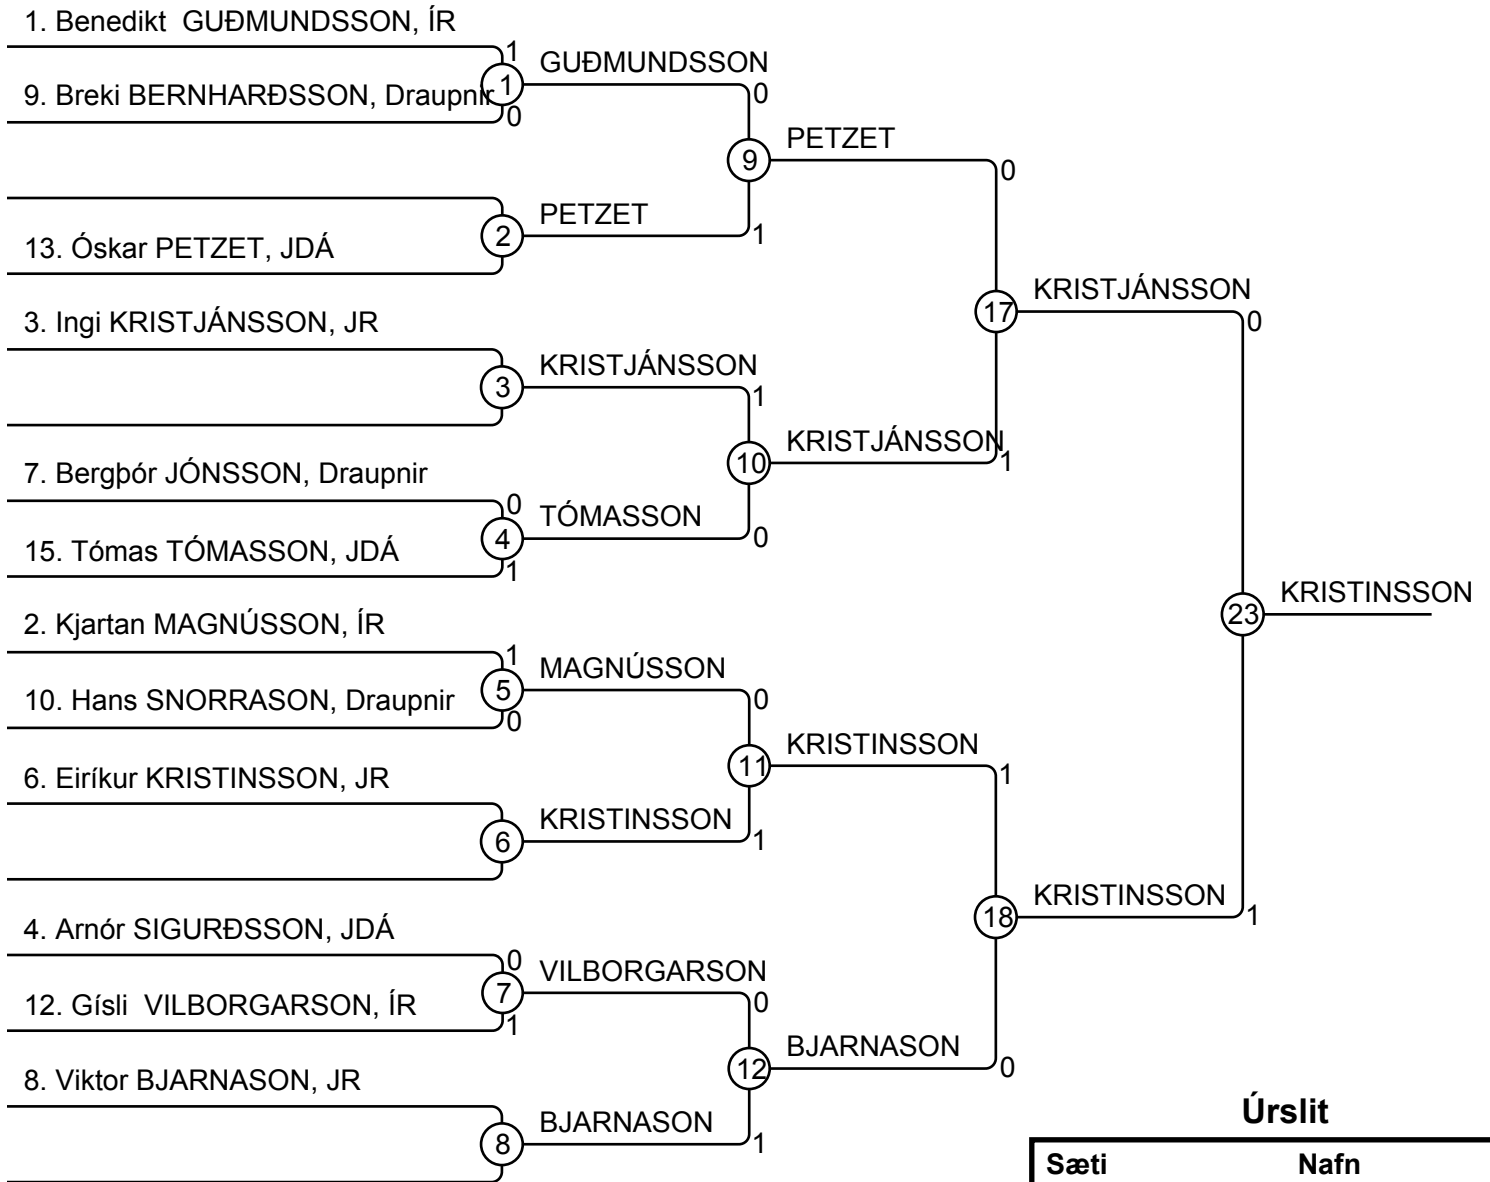 1. Benedikt  GUÐMUNDSSON, ÍR
1
GUÐMUNDSSON
1
9. Breki BERNHARÐSSON, Draupnir
0
0
PETZET
9
0
PETZET
2
1
13. Óskar PETZET, JDÁ
3. Ingi KRISTJÁNSSON, JR
KRISTJÁNSSON
17
0
KRISTJÁNSSON
3
1
KRISTJÁNSSON
10
1
7. Bergþór JÓNSSON, Draupnir
0
TÓMASSON
4
0
15. Tómas TÓMASSON, JDÁ
1
KRISTINSSON
23
2. Kjartan MAGNÚSSON, ÍR
1
MAGNÚSSON
5
0
10. Hans SNORRASON, Draupnir
0
KRISTINSSON
11
1
6. Eiríkur KRISTINSSON, JR
KRISTINSSON
6
1
KRISTINSSON
18
1
4. Arnór SIGURÐSSON, JDÁ
0
VILBORGARSON
7
0
12. Gísli  VILBORGARSON, ÍR
1
BJARNASON
12
0
8. Viktor BJARNASON, JR
BJARNASON
8
1
Úrslit
Sæti Nafn